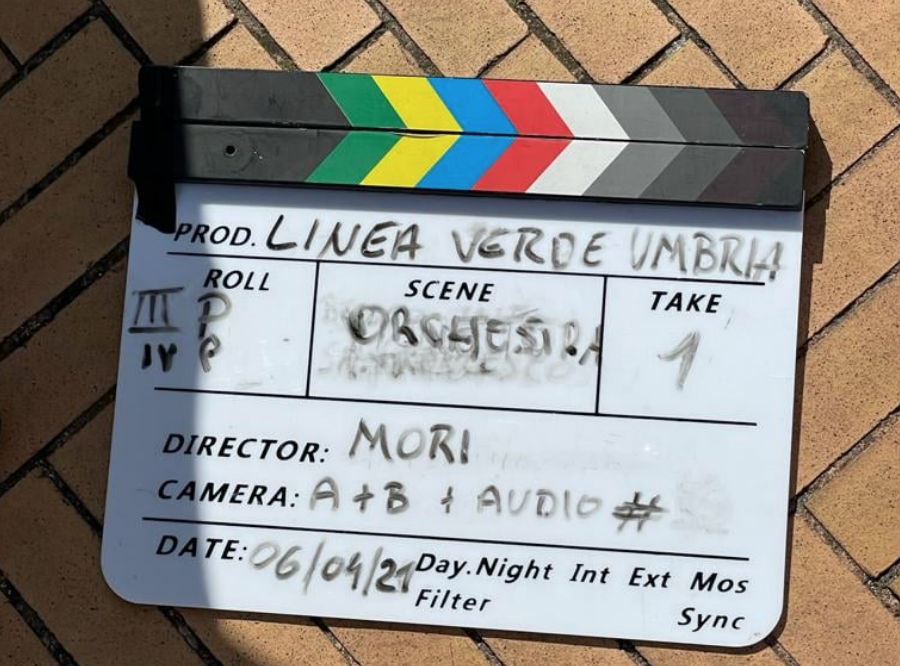 PROD. LINEA VERDE UMBRIA
ROLL SCENE TAKE
III P ORCHESTRA 1
IV P
DIRECTOR: MORI
CAMERA: A + B + AUDIO #
DATE: 06/04/21 Day. Night Int Ext Mos
Filter Sync